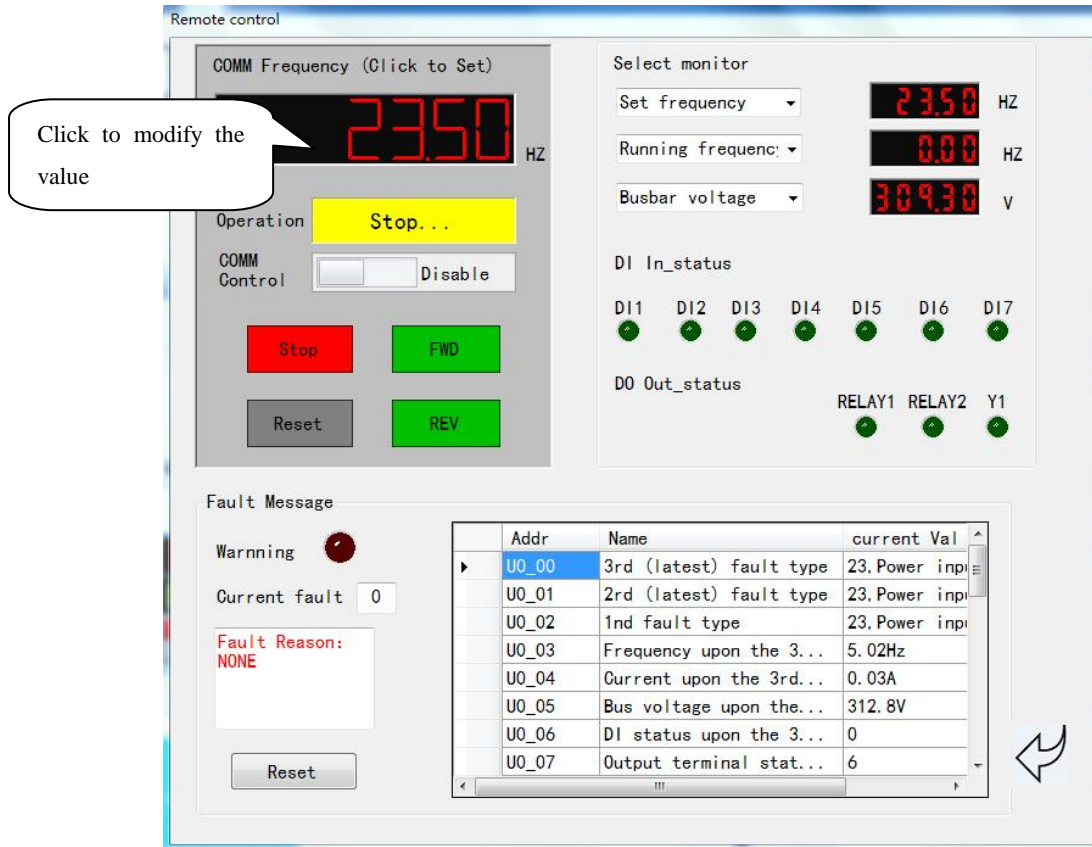 Remote control
COMM Frequency (Click to Set)
23.50
HZ
Click to modify the
value
Operation
Stop...
COMM
Control
Disable
Stop
FWD
Reset
REV
Select monitor
Set frequency
23.50
HZ
Running frequenc
0.00
HZ
Busbar voltage
309.30
V
DI In_status
DI1 DI2 DI3 DI4 DI5 DI6 DI7
DO Out_status
RELAY1 RELAY2 Y1
Fault Message
Warnning
Current fault 0
Fault Reason:
NONE
Reset
Addr Name current Val
U0_00 3rd (latest) fault type 23.Power inpu
U0_01 2rd (latest) fault type 23.Power inpu
U0_02 1nd fault type 23.Power inpu
U0_03 Frequency upon the 3... 5.02Hz
U0_04 Current upon the 3rd... 0.03A
U0_05 Bus voltage upon the... 312.8V
U0_06 DI status upon the 3... 0
U0_07 Output terminal stat... 6